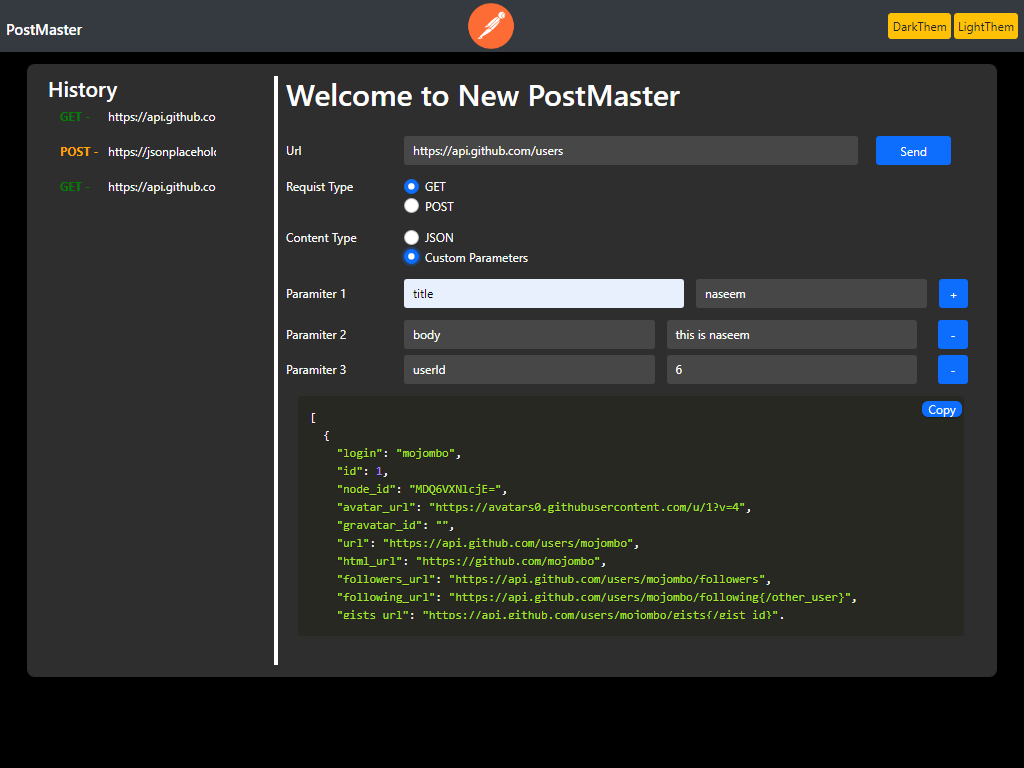 PostMaster
DarkThem LightThem
History
GET - https://api.github.co
POST - https://jsonplacehold
GET - https://api.github.co
Welcome to New PostMaster
Url https://api.github.com/users Send
Requist Type GET
POST
Content Type JSON
Custom Parameters
Paramiter 1 title naseem +
Paramiter 2 body this is naseem -
Paramiter 3 userId 6 -
Copy
[
{
"login": "mojombo",
"id": 1,
"node_id": "MDQ6VXNlcjE=",
"avatar_url": "https://avatars0.githubusercontent.com/u/1?v=4",
"gravatar_id": "",
"url": "https://api.github.com/users/mojombo",
"html_url": "https://github.com/mojombo",
"followers_url": "https://api.github.com/users/mojombo/followers",
"following_url": "https://api.github.com/users/mojombo/following{/other_user}",
"gists_url": "https://api.github.com/users/mojombo/gists{/gist_id}",